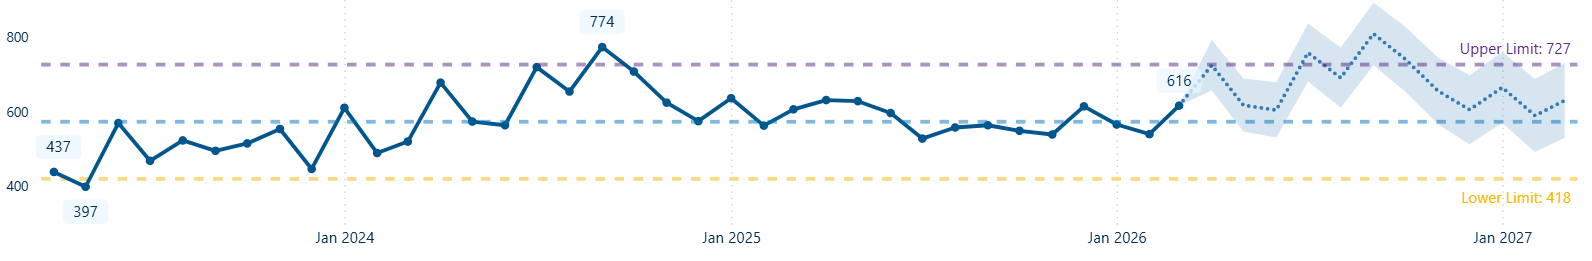 774
800
Upper Limit: 727
616
600
437
400
Lower Limit: 418
397
Jan 2024
Jan 2025
Jan 2026
Jan 2027